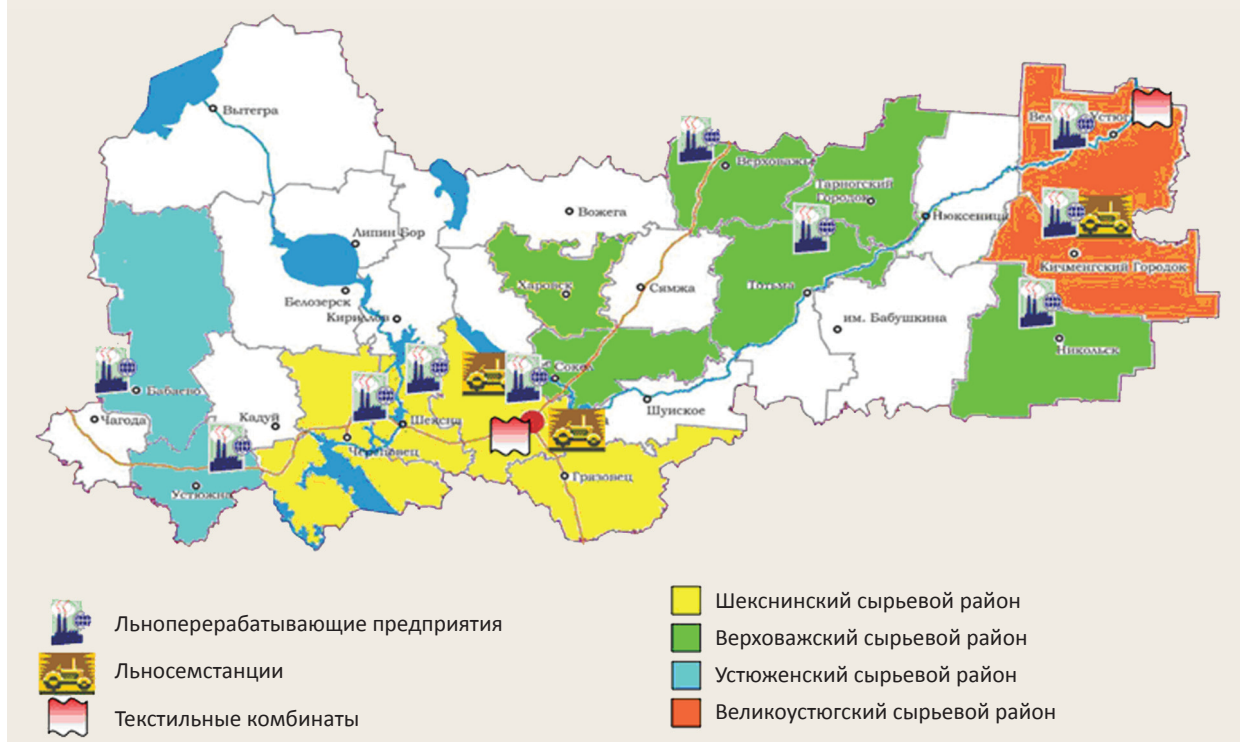 Вытегра
Верховажье
Тарногский
Городок
Устюг
Вожега
Нюксеница
Липин Бор
Кичменгский Городок
Харовск
Сямжа
Тотьма
Белозерск
Кириллов
им. Бабушкина
Никольск
Бабаево
Сокол
Шуйское
Чагода
Кадуй
Шексна
Череповец
Грязовец
Устюжна
Льноперерабатывающие предприятия
Льносемстанции
Текстильные комбинаты
Шекснинский сырьевой район
Верховажский сырьевой район
Устюженский сырьевой район
Великоустюгский сырьевой район